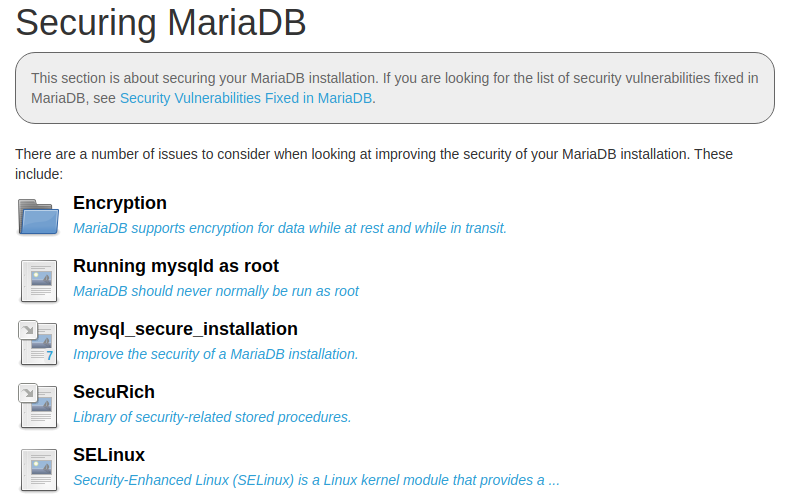 Securing MariaDB
This section is about securing your MariaDB installation. If you are looking for the list of security vulnerabilities fixed in
MariaDB, see Security Vulnerabilities Fixed in MariaDB.
There are a number of issues to consider when looking at improving the security of your MariaDB installation. These
include:
Encryption
MariaDB supports encryption for data while at rest and while in transit.
Running mysqld as root
MariaDB should never normally be run as root
mysql_secure_installation
7
Improve the security of a MariaDB installation.
SecuRich
Library of security-related stored procedures.
SELinux
Security-Enhanced Linux (SELinux) is a Linux kernel module that provides a ...